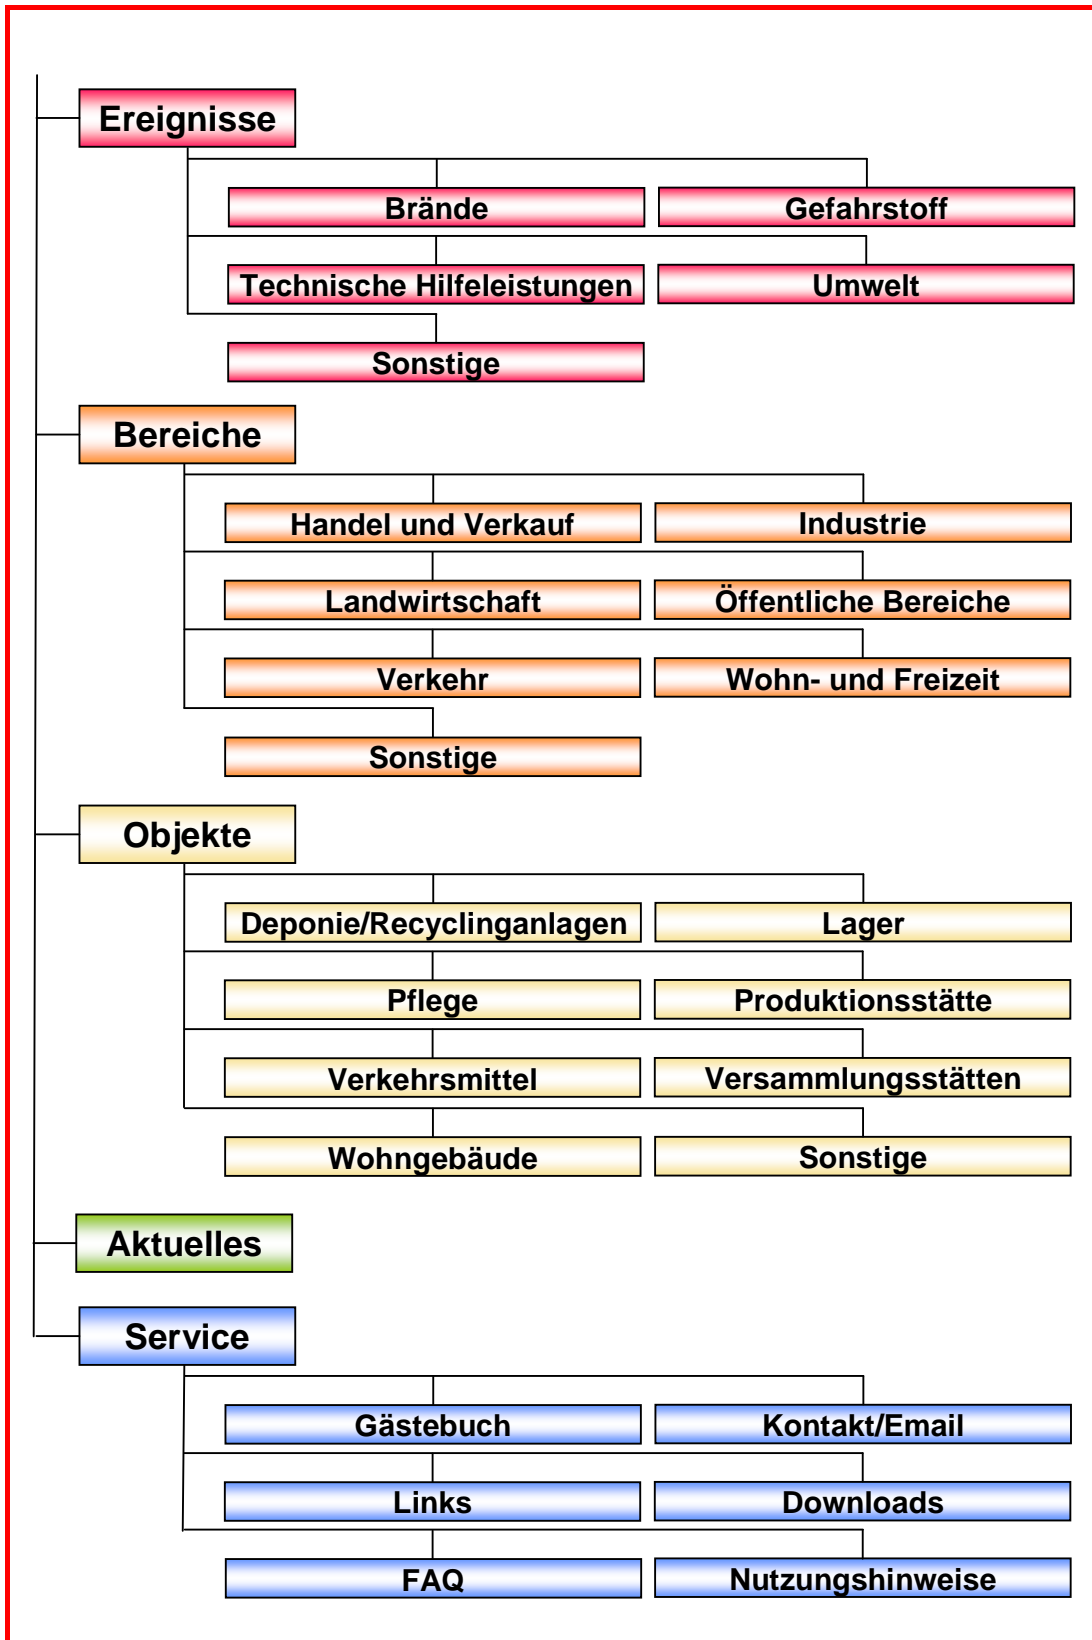 Ereignisse
Brände
Gefahrstoff
Technische Hilfeleistungen
Umwelt
Sonstige
Bereiche
Handel und Verkauf
Industrie
Landwirtschaft
Öffentliche Bereiche
Verkehr
Wohn- und Freizeit
Sonstige
Objekte
Deponie/Recyclinganlagen
Lager
Pflege
Produktionsstätte
Verkehrsmittel
Versammlungsstätten
Wohngebäude
Sonstige
Aktuelles
Service
Gästebuch
Kontakt/Email
Links
Downloads
FAQ
Nutzungshinweise